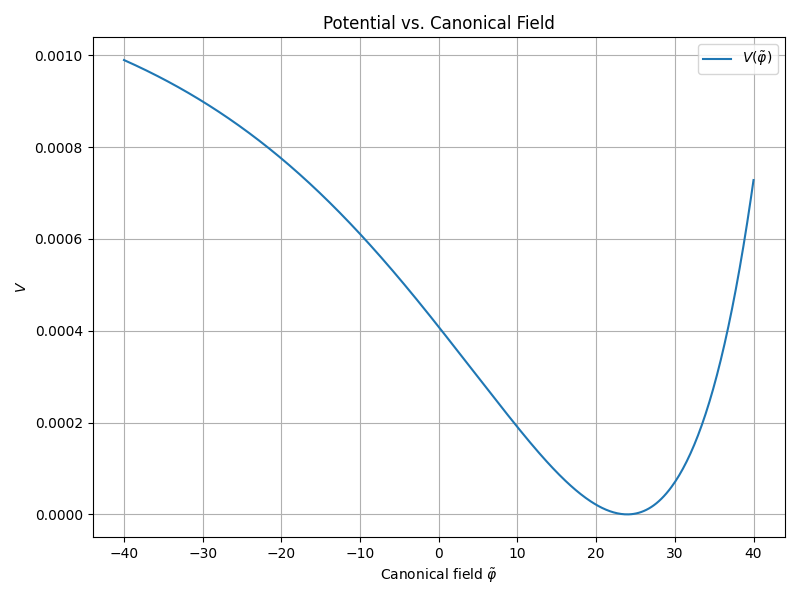 Potential vs. Canonical Field
V(φ̃)
0.0010
0.0008
0.0006
0.0004
0.0002
0.0000
V
−40 −30 −20 −10 0 10 20 30 40
Canonical field φ̃